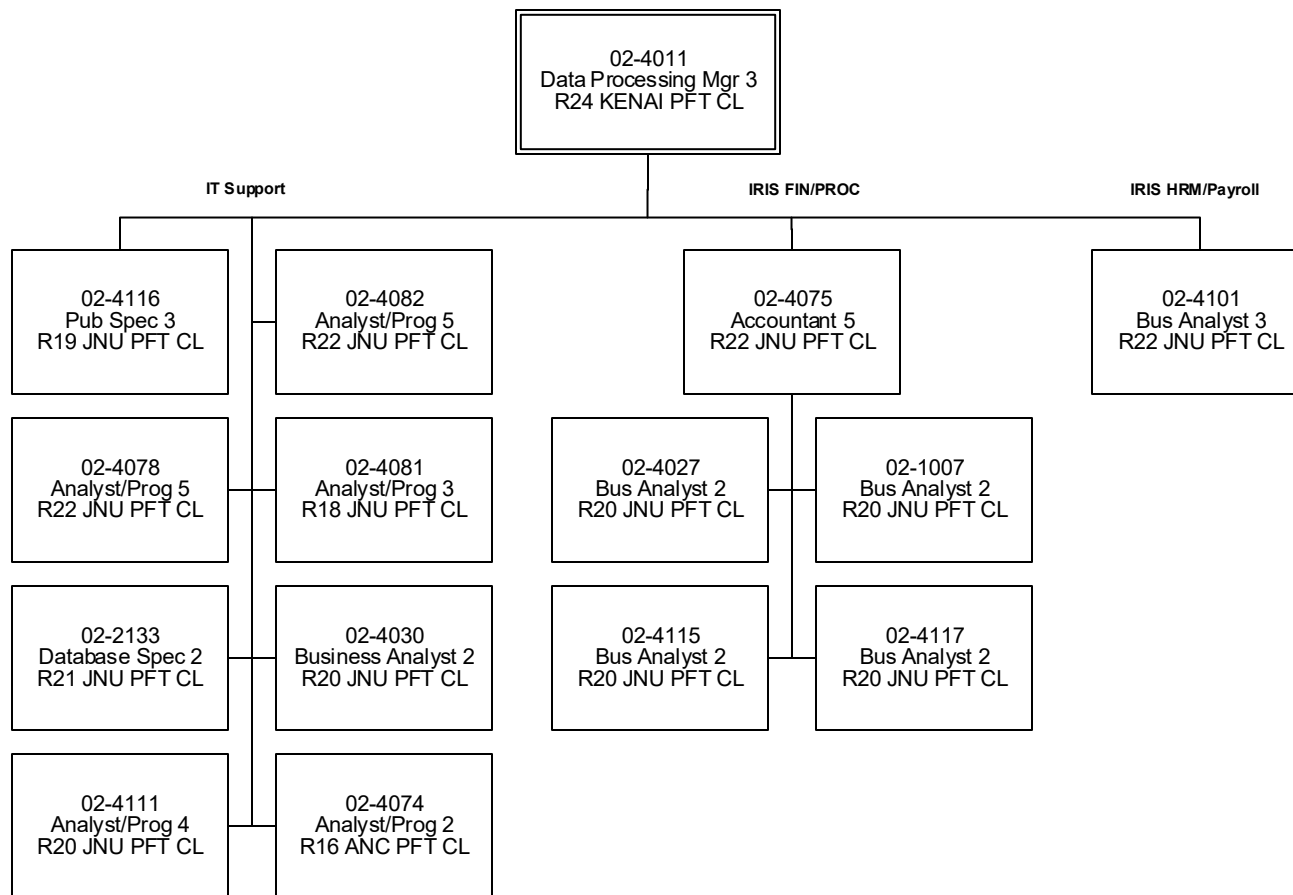 02-4011
Data Processing Mgr 3
R24 KENAI PFT CL
IT Support
IRIS FIN/PROC
IRIS HRM/Payroll
02-4116
Pub Spec 3
R19 JNU PFT CL
02-4082
Analyst/Prog 5
R22 JNU PFT CL
02-4075
Accountant 5
R22 JNU PFT CL
02-4101
Bus Analyst 3
R22 JNU PFT CL
02-4078
Analyst/Prog 5
R22 JNU PFT CL
02-4081
Analyst/Prog 3
R18 JNU PFT CL
02-4027
Bus Analyst 2
R20 JNU PFT CL
02-1007
Bus Analyst 2
R20 JNU PFT CL
02-2133
Database Spec 2
R21 JNU PFT CL
02-4030
Business Analyst 2
R20 JNU PFT CL
02-4115
Bus Analyst 2
R20 JNU PFT CL
02-4117
Bus Analyst 2
R20 JNU PFT CL
02-4111
Analyst/Prog 4
R20 JNU PFT CL
02-4074
Analyst/Prog 2
R16 ANC PFT CL